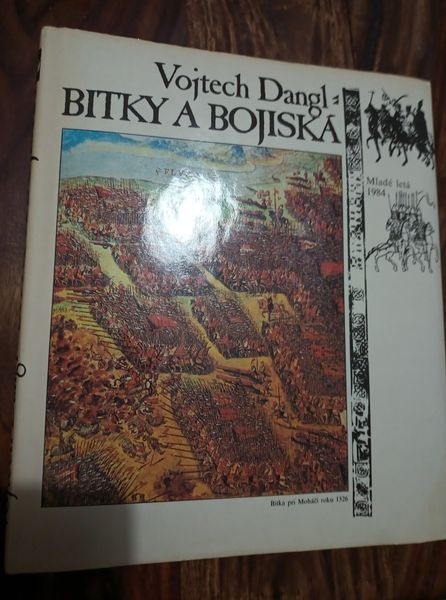 Vojtech Dangl
BITKY A BOJISKÁ
Mladé letá
1984
Bitka pri Moháči roku 1526